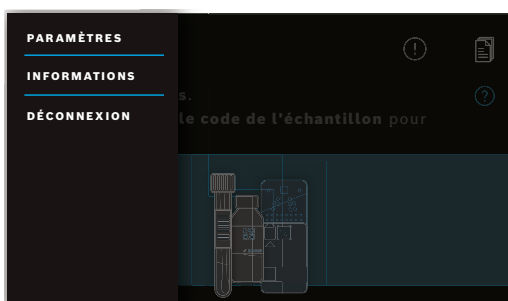 PARAMÈTRES
INFORMATIONS
s.
DÉCONNEXION
le code de l'échantillon pour